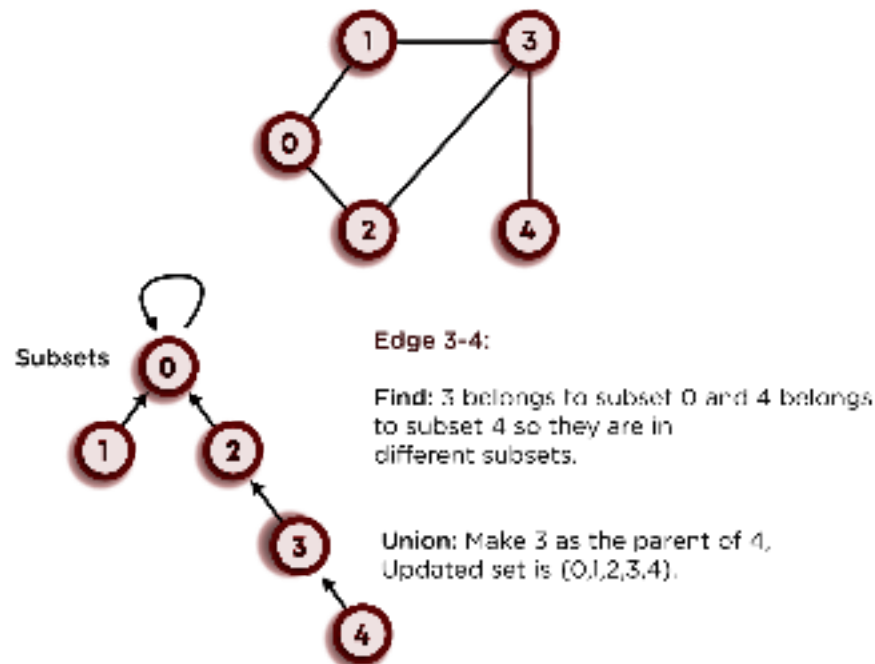 1
3
0
2
4
Subsets
0
1
2
3
4
Edge 3-4:
Find: 3 belongs to subset 0 and 4 belongs
to subset 4 so they are in
different subsets.
Union: Make 3 as the parent of 4,
Updated set is {0,1,2,3,4}.